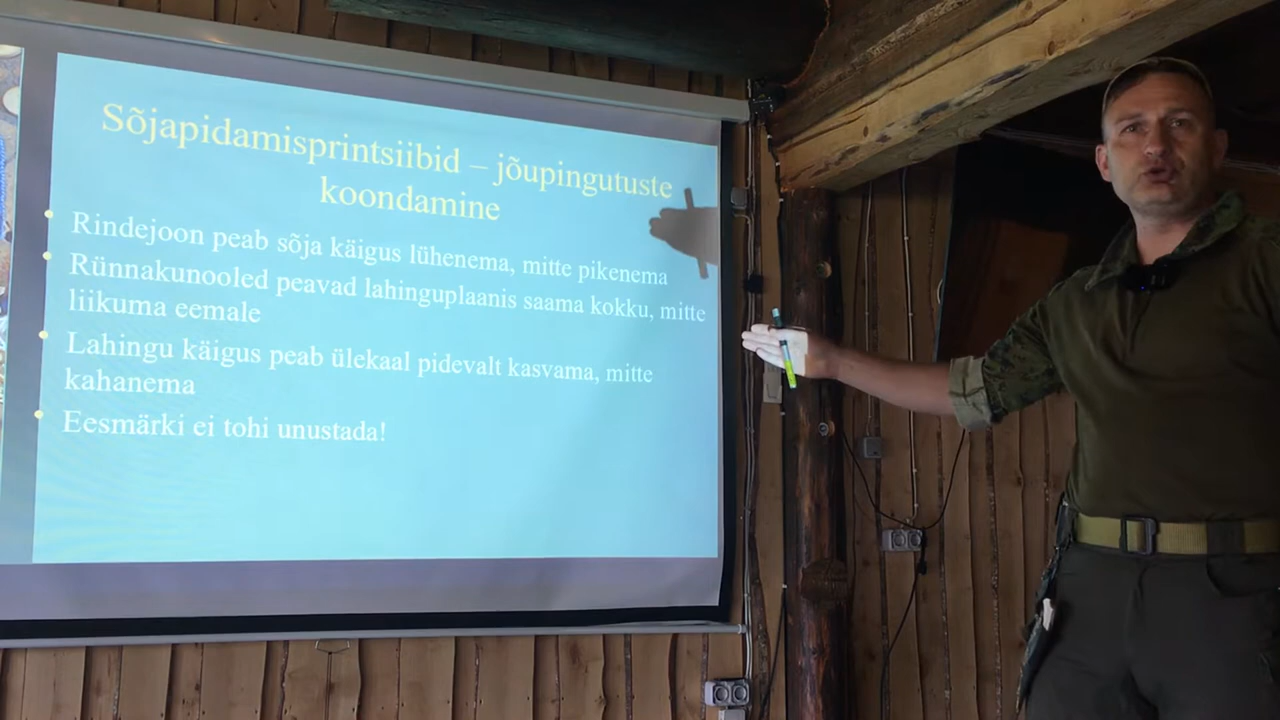 Sõjapidamisprintsiibid – jõupingutuste
koondamine
Rindejoon peab sõja käigus lühenema, mitte pikenema
Rünnakunooled peavad lahinguplaanis saama kokku, mitte
liikuma eemale
Lahingu käigus peab ülekaal pidevalt kasvama, mitte
kahanema
Eesmärki ei tohi unustada!